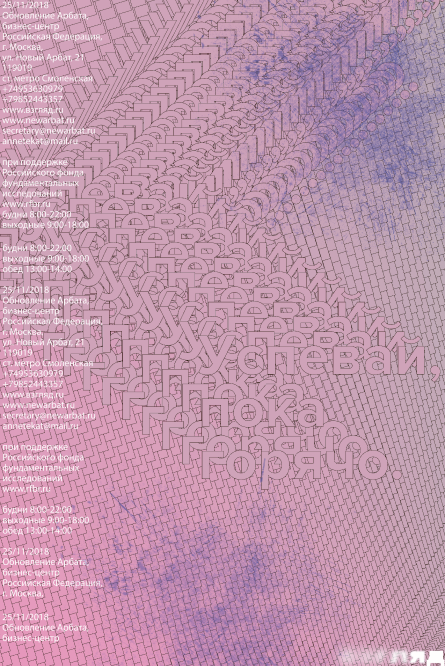 25/11/2018
Обновление Арбата,
бизнес-центр
Российская Федерация,
г. Москва,
ул. Новый Арбат, 21
119019
ст. метро Смоленская
+74953630979
+79852443357
www.взгляд.ru
www.newarbat.ru
secretary@newarbat.ru
annetekat@mail.ru
при поддержке
Российского фонда
фундаментальных
исследований
www.rfbr.ru
будни 8:00-22:00
выходные 9:00-18:00
будни 8:00-22:00
выходные 9:00-18:00
обед 13:00-14:00
25/11/2018
Обновление Арбата,
бизнес-центр
Российская Федерация,
г. Москва,
ул. Новый Арбат, 21
119019
ст. метро Смоленская
+74953630979
+79852443357
www.взгляд.ru
www.newarbat.ru
secretary@newarbat.ru
annetekat@mail.ru
при поддержке
Российского фонда
фундаментальных
исследований
www.rfbr.ru
будни 8:00-22:00
выходные 9:00-18:00
обед 13:00-14:00
25/11/2018
Обновление Арбата,
бизнес-центр
Российская Федерация,
г. Москва,
25/11/2018
Обновление Арбата,
бизнес-центр
Успевай,
пока
горячо.